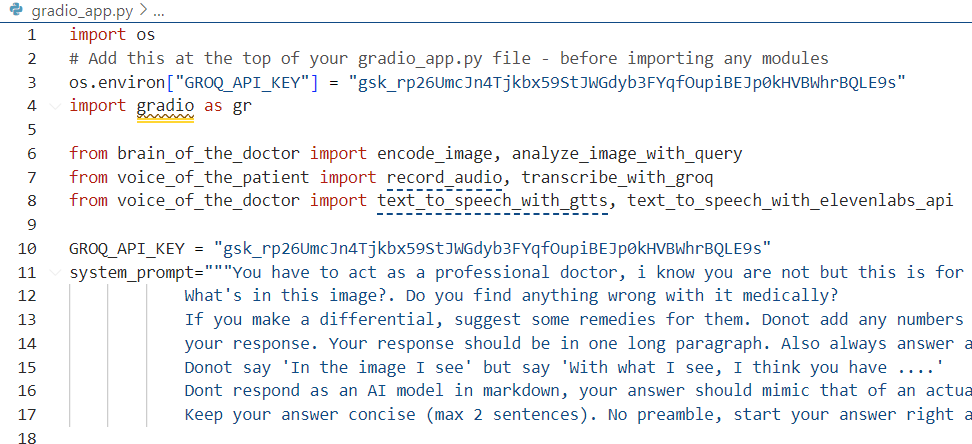 gradio_app.py > ...
1 import os
2 # Add this at the top of your gradio_app.py file - before importing any modules
3 os.environ["GROQ_API_KEY"] = "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"
4 import gradio as gr
5
6 from brain_of_the_doctor import encode_image, analyze_image_with_query
7 from voice_of_the_patient import record_audio, transcribe_with_groq
8 from voice_of_the_doctor import text_to_speech_with_gtts, text_to_speech_with_elevenlabs_api
9
10 GROQ_API_KEY = "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"
11 system_prompt="""You have to act as a professional doctor, i know you are not but this is for
12 What's in this image?. Do you find anything wrong with it medically?
13 If you make a differential, suggest some remedies for them. Donot add any numbers
14 your response. Your response should be in one long paragraph. Also always answer a
15 Donot say 'In the image I see' but say 'With what I see, I think you have ....'
16 Dont respond as an AI model in markdown, your answer should mimic that of an actua
17 Keep your answer concise (max 2 sentences). No preamble, start your answer right a
18